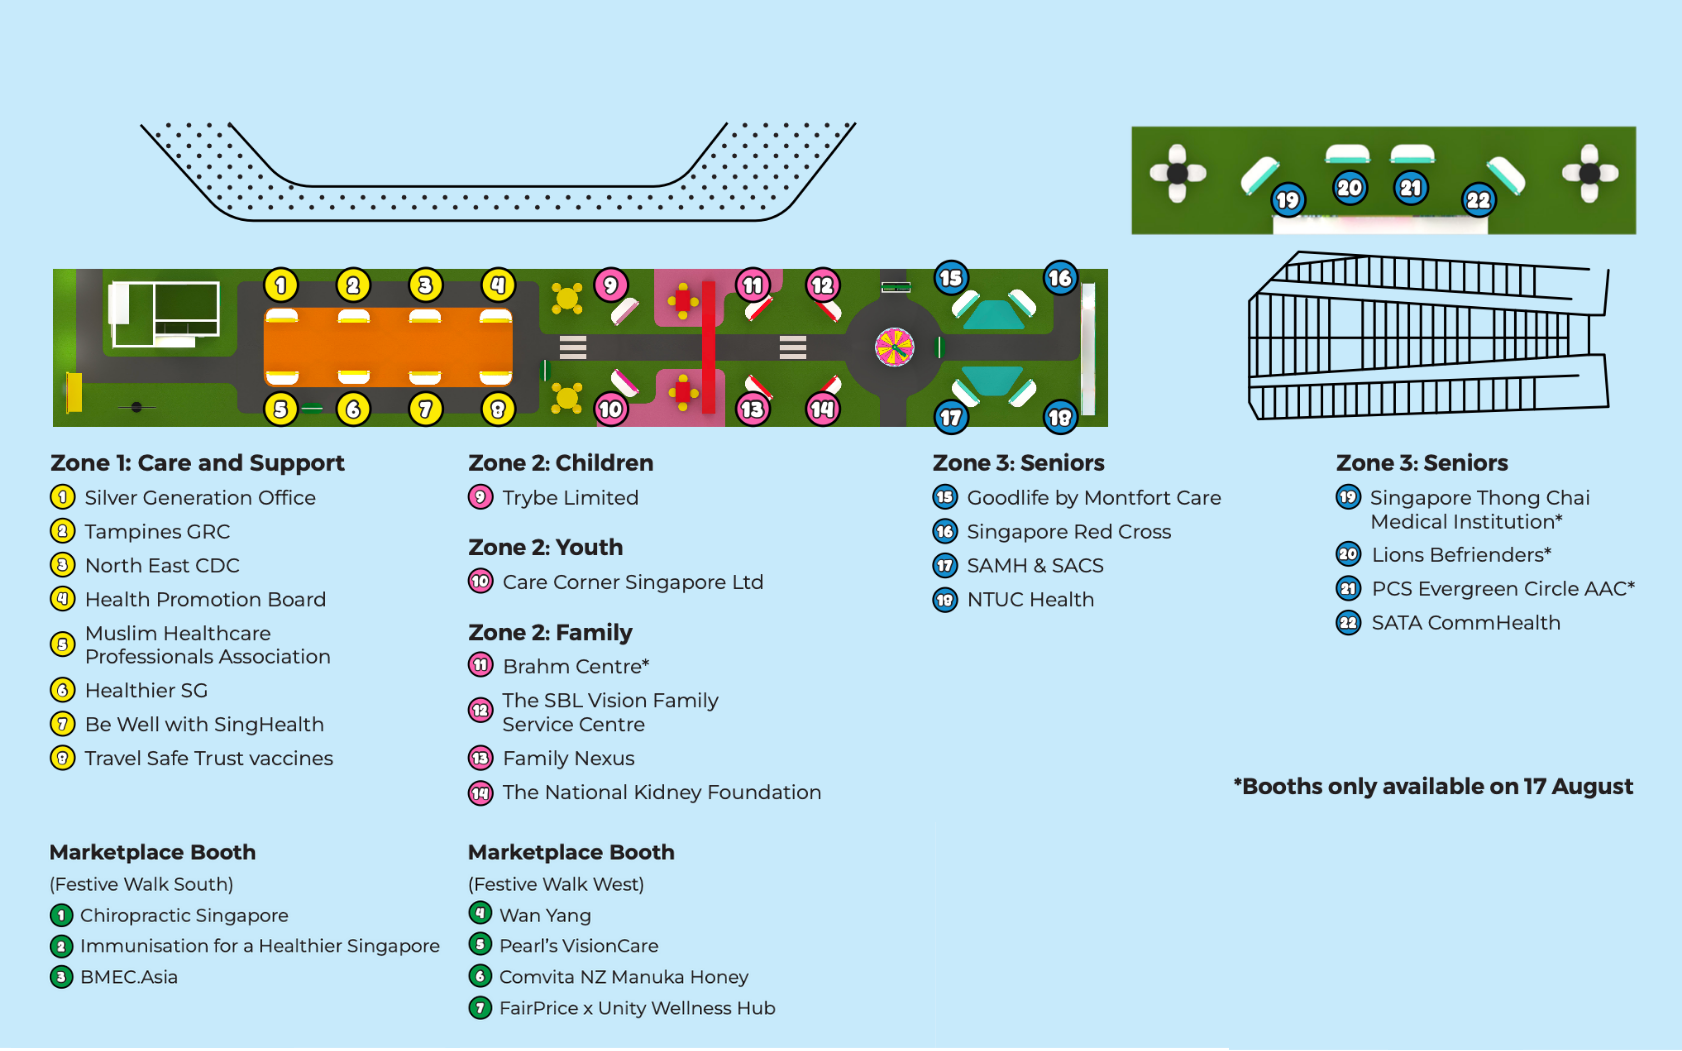 19
20
21
22
1
2
3
4
9
11
12
15
16
5
6
7
8
10
13
14
17
18
Zone 1: Care and Support
1 Silver Generation Office
2 Tampines GRC
3 North East CDC
4 Health Promotion Board
5 Muslim Healthcare
Professionals Association
6 Healthier SG
7 Be Well with SingHealth
8 Travel Safe Trust vaccines
Zone 2: Children
9 Trybe Limited
Zone 2: Youth
10 Care Corner Singapore Ltd
Zone 2: Family
11 Brahm Centre*
12 The SBL Vision Family
Service Centre
13 Family Nexus
14 The National Kidney Foundation
Zone 3: Seniors
15 Goodlife by Montfort Care
16 Singapore Red Cross
17 SAMH & SACS
18 NTUC Health
Zone 3: Seniors
19 Singapore Thong Chai
Medical Institution*
20 Lions Befrienders*
21 PCS Evergreen Circle AAC*
22 SATA CommHealth
*Booths only available on 17 August
Marketplace Booth
(Festive Walk South)
1 Chiropractic Singapore
2 Immunisation for a Healthier Singapore
3 BMEC.Asia
Marketplace Booth
(Festive Walk West)
4 Wan Yang
5 Pearl's VisionCare
6 Comvita NZ Manuka Honey
7 FairPrice x Unity Wellness Hub